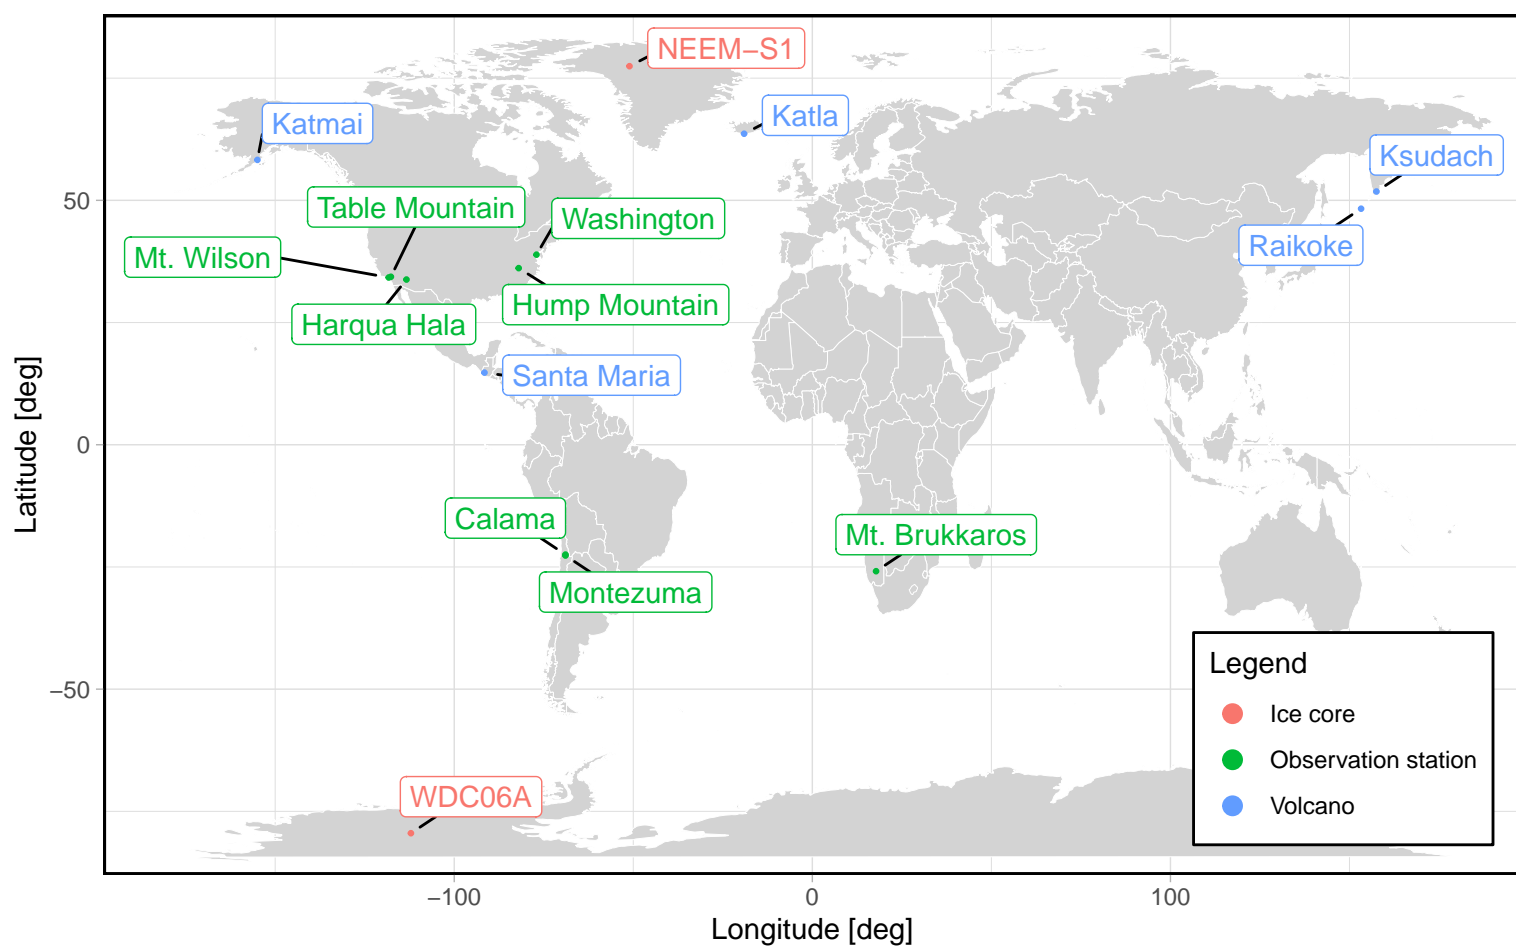 NEEM−S1
Katla
Katmai
Ksudach
50
Table Mountain
Washington
Mt. Wilson
Raikoke
Hump Mountain
Harqua Hala
Santa Maria
Latitude [deg]
0
Calama
Mt. Brukkaros
Montezuma
−50
Legend
Ice core
Observation station
Volcano
WDC06A
−100
0
100
Longitude [deg]